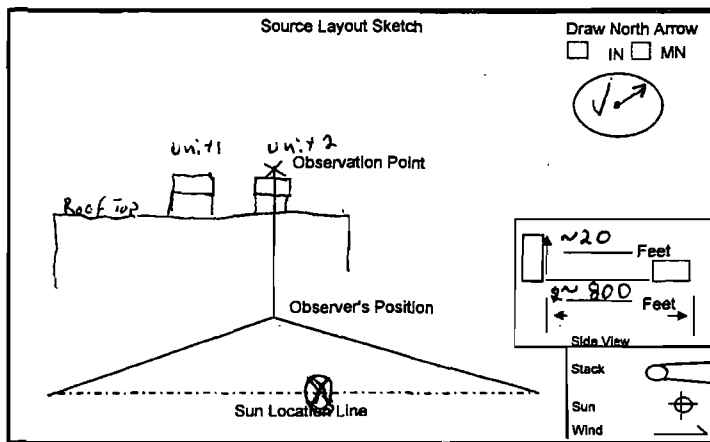 Source Layout Sketch
Draw North Arrow
IN MN
Unit 1
Unit 2
Observation Point
Roof Top
~20
Feet
Observer's Position
~ 800
Feet
Side View
Stack
Sun Location Line
Sun
Wind